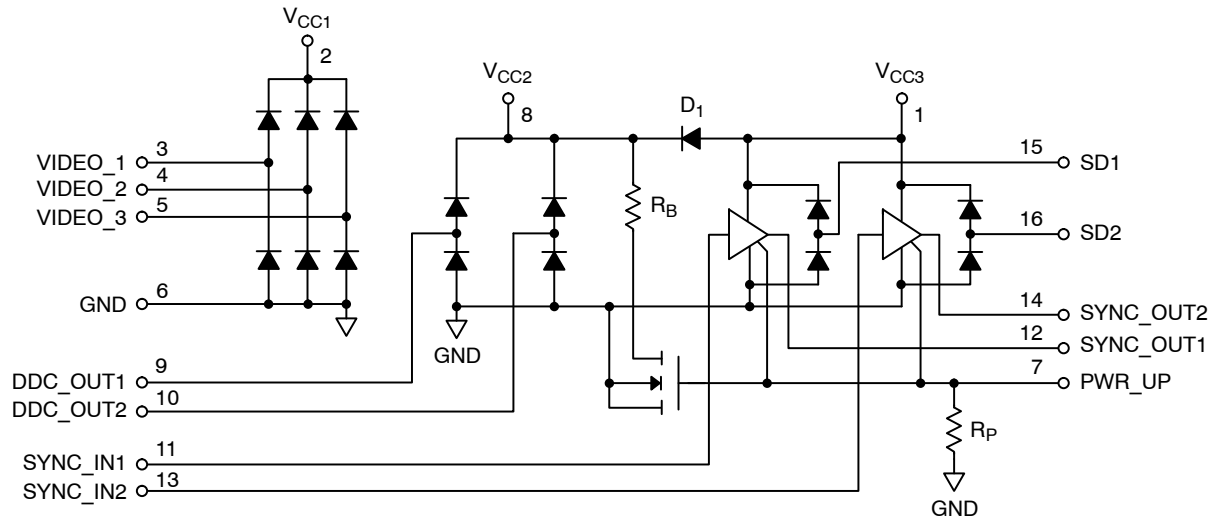 VCC1
2
VCC2
8
D1
VCC3
1
VIDEO_1 3
VIDEO_2 4
VIDEO_3 5
RB
15 SD1
16 SD2
GND 6
14 SYNC_OUT2
12 SYNC_OUT1
GND
DDC_OUT1 9
7 PWR_UP
DDC_OUT2 10
RP
SYNC_IN1 11
SYNC_IN2 13
GND